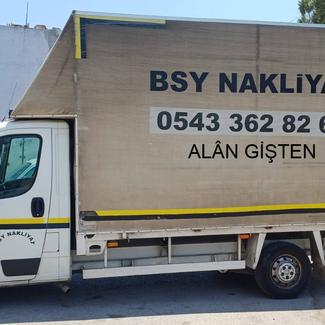 BSY NAKLİYA
0543 362 82 6
ALÂN GİŞTEN
BSY NAKLİYAT